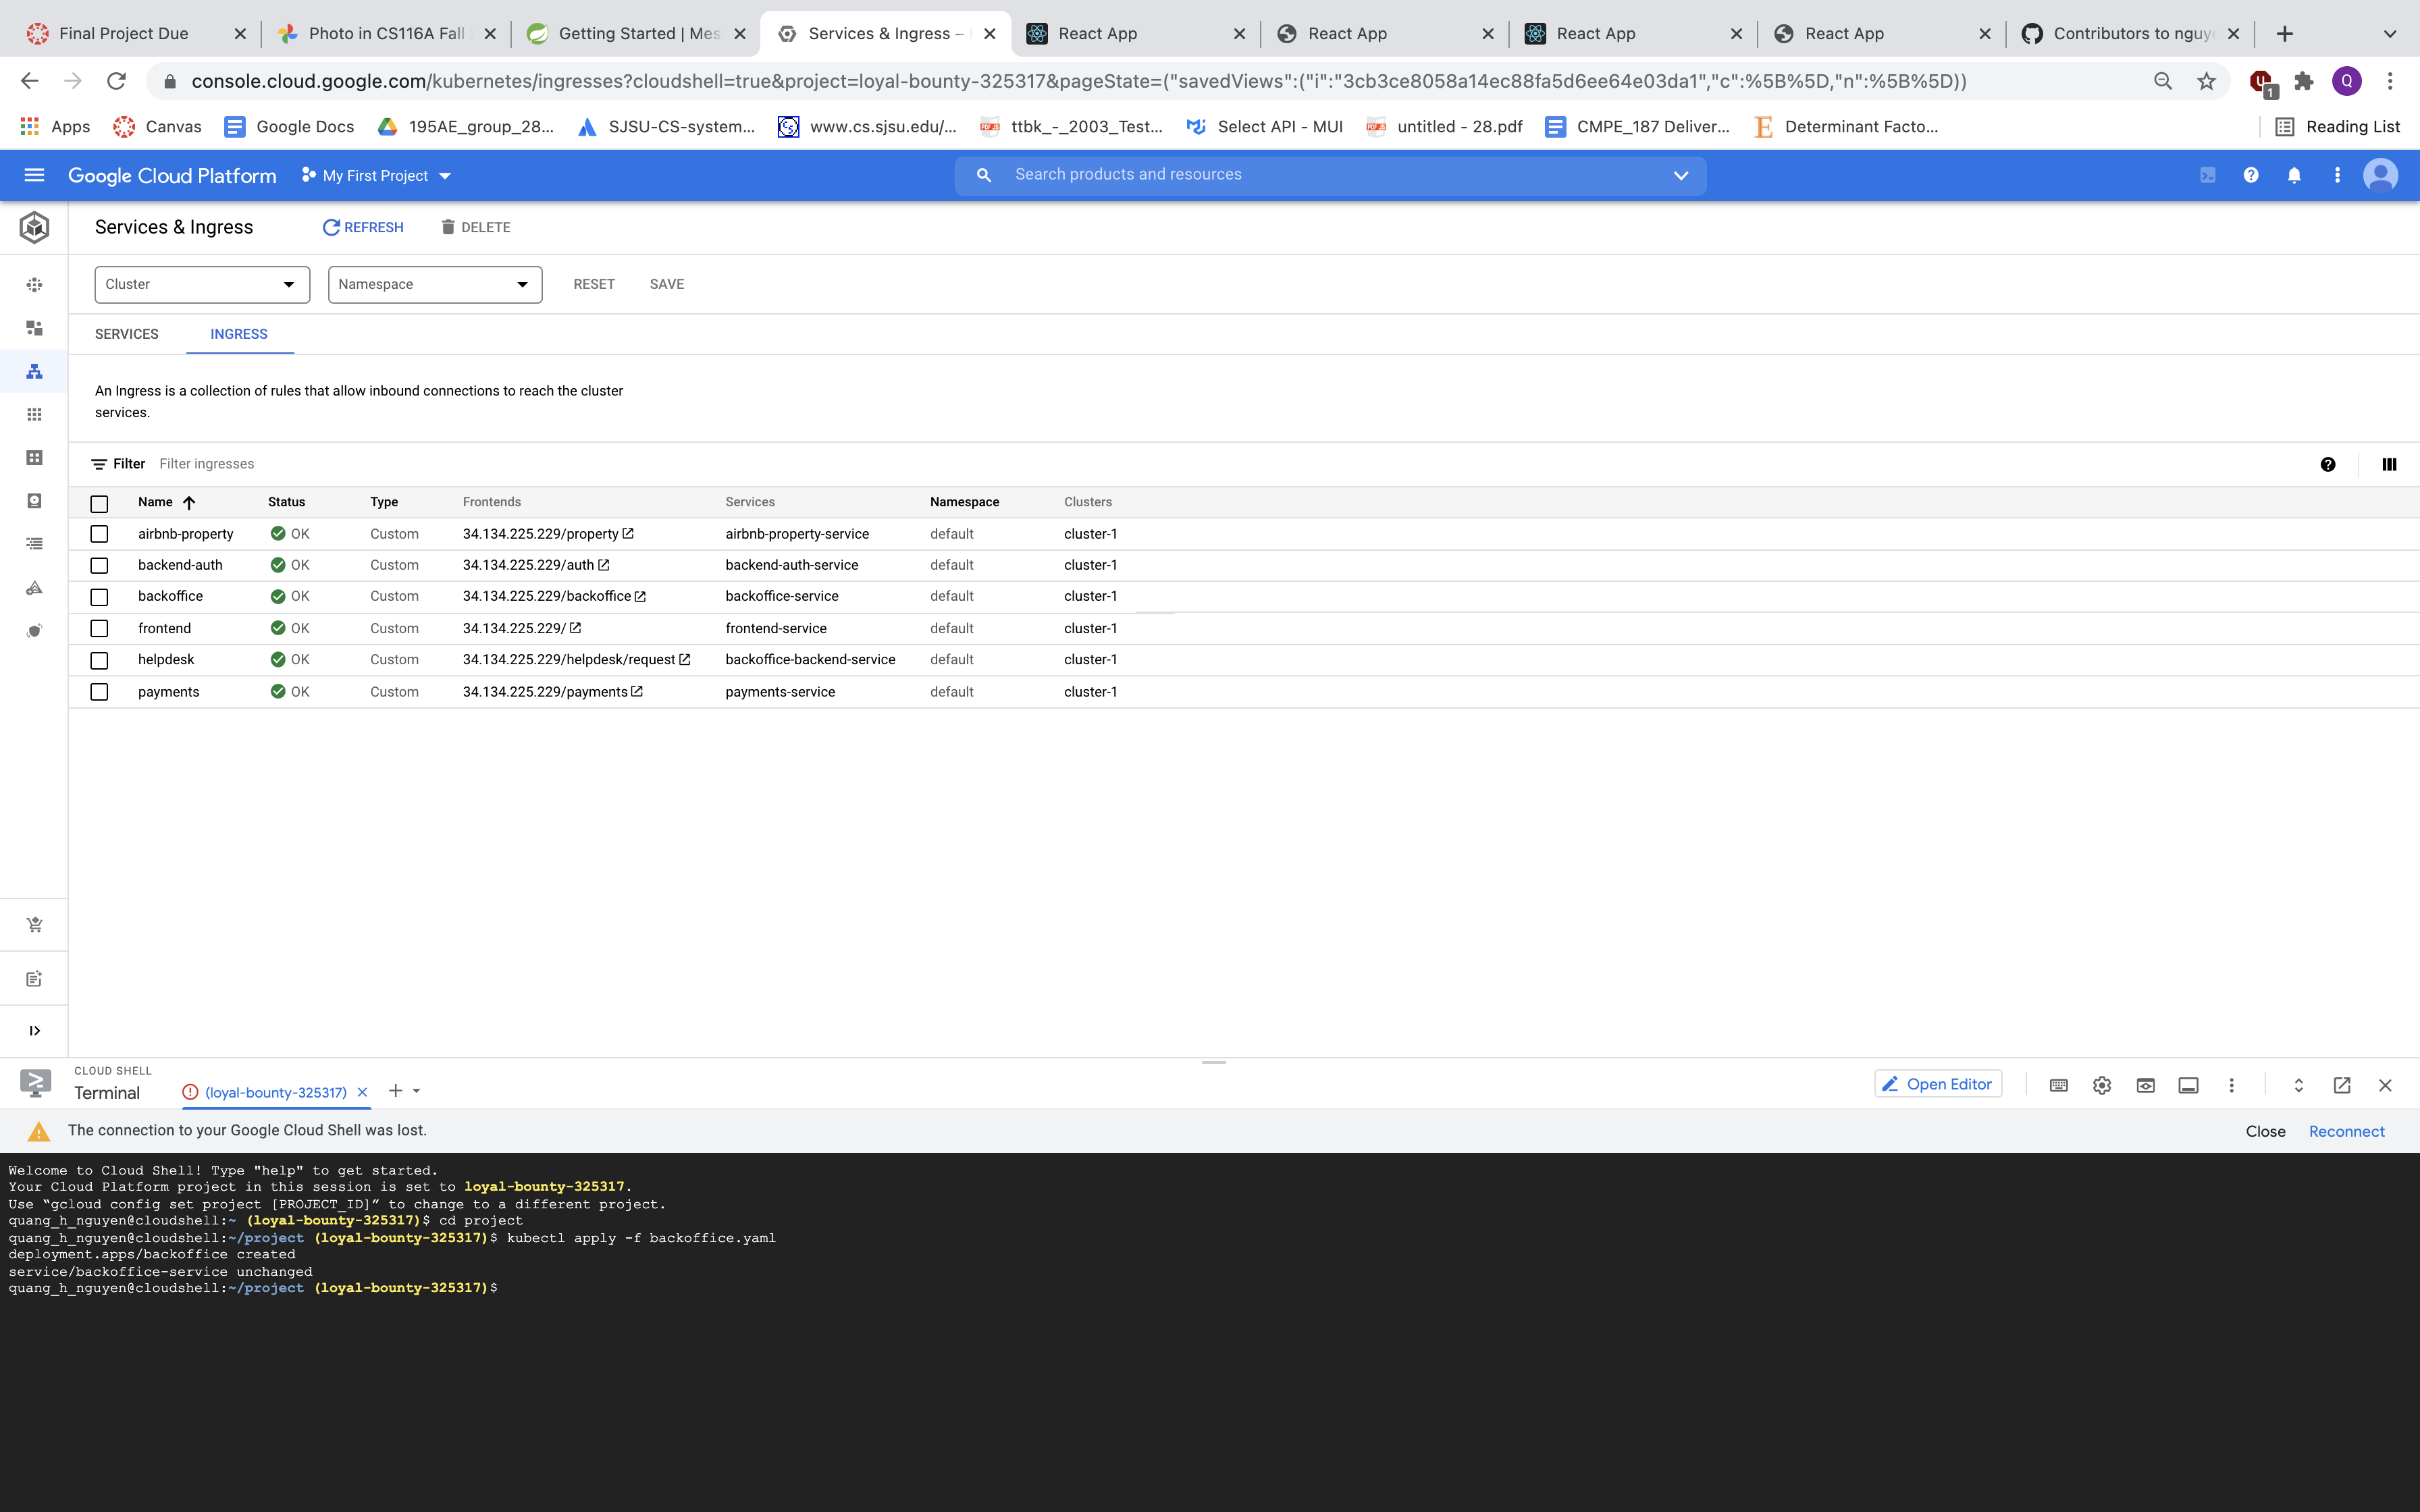 Final Project Due
Photo in CS116A Fall
Getting Started | Mes
Services & Ingress –
React App
React App
React App
React App
Contributors to nguye
console.cloud.google.com/kubernetes/ingresses?cloudshell=true&project=loyal-bounty-325317&pageState=("savedViews":("i":"3cb3ce8058a14ec88fa5d6ee64e03da1","c":%5B%5D,"n":%5B%5D))
1
Q
Apps
Canvas
Google Docs
195AE_group_28...
SJSU-CS-system...
www.cs.sjsu.edu/...
ttbk_-_2003_Test...
Select API - MUI
untitled - 28.pdf
CMPE_187 Deliver...
Determinant Facto...
Reading List
Google Cloud Platform
My First Project
Search products and resources
Services & Ingress
REFRESH
DELETE
Cluster
Namespace
RESET
SAVE
SERVICES
INGRESS
An Ingress is a collection of rules that allow inbound connections to reach the cluster
services.
Filter Filter ingresses
Name Status Type Frontends Services Namespace Clusters
airbnb-property OK Custom 34.134.225.229/property airbnb-property-service default cluster-1
backend-auth OK Custom 34.134.225.229/auth backend-auth-service default cluster-1
backoffice OK Custom 34.134.225.229/backoffice backoffice-service default cluster-1
frontend OK Custom 34.134.225.229/ frontend-service default cluster-1
helpdesk OK Custom 34.134.225.229/helpdesk/request backoffice-backend-service default cluster-1
payments OK Custom 34.134.225.229/payments payments-service default cluster-1
CLOUD SHELL
Terminal
(loyal-bounty-325317)
Open Editor
The connection to your Google Cloud Shell was lost.
Close
Reconnect
Welcome to Cloud Shell! Type "help" to get started.
Your Cloud Platform project in this session is set to loyal-bounty-325317.
Use “gcloud config set project [PROJECT_ID]” to change to a different project.
quang_h_nguyen@cloudshell:~ (loyal-bounty-325317)$ cd project
quang_h_nguyen@cloudshell:~/project (loyal-bounty-325317)$ kubectl apply -f backoffice.yaml
deployment.apps/backoffice created
service/backoffice-service unchanged
quang_h_nguyen@cloudshell:~/project (loyal-bounty-325317)$